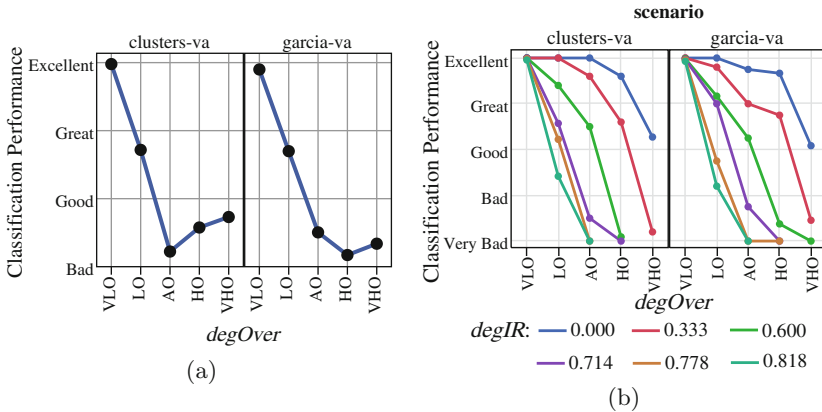 clusters-va
garcia-va
Classification Performance
Excellent
Great
Good
Bad
VLO
LO
AO
HO
VHO
VLO
LO
AO
HO
VHO
degOver
(a)
scenario
clusters-va
garcia-va
Classification Performance
Excellent
Great
Good
Bad
Very Bad
VLO
LO
AO
HO
VHO
VLO
LO
AO
HO
VHO
degOver
degIR: 0.000 0.333 0.600
0.714 0.778 0.818
(b)